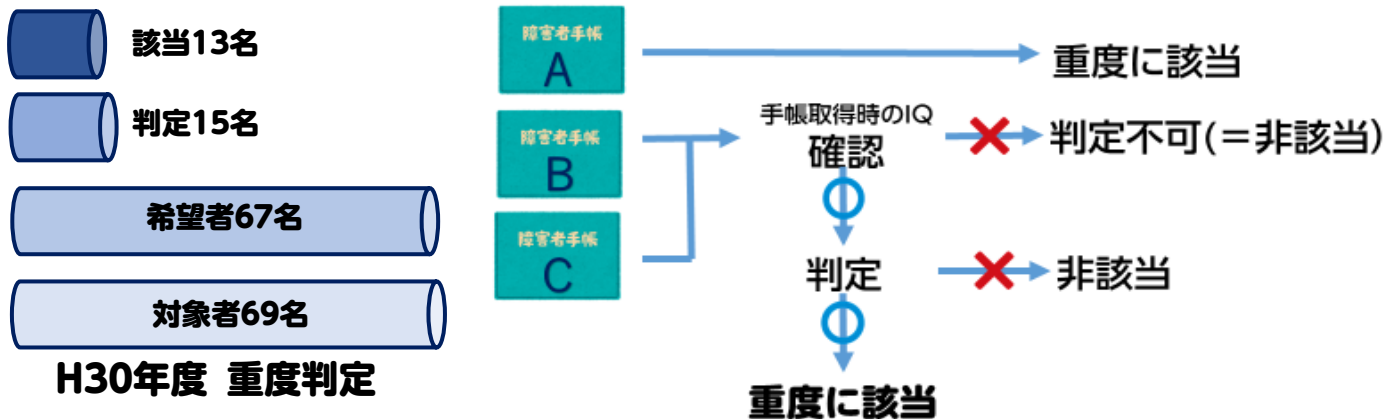 該当13名
判定15名
希望者67名
対象者69名
H30年度 重度判定
障害者手帳
A
重度に該当
障害者手帳
B
障害者手帳
C
手帳取得時のIQ
確認
判定不可(=非該当)
判定
非該当
重度に該当